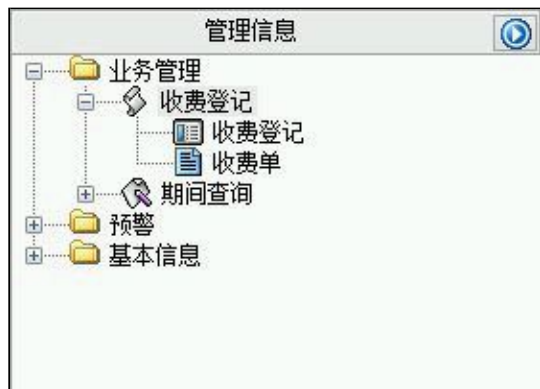 管理信息
业务管理
收费登记
收费登记
收费单
期间查询
预警
基本信息